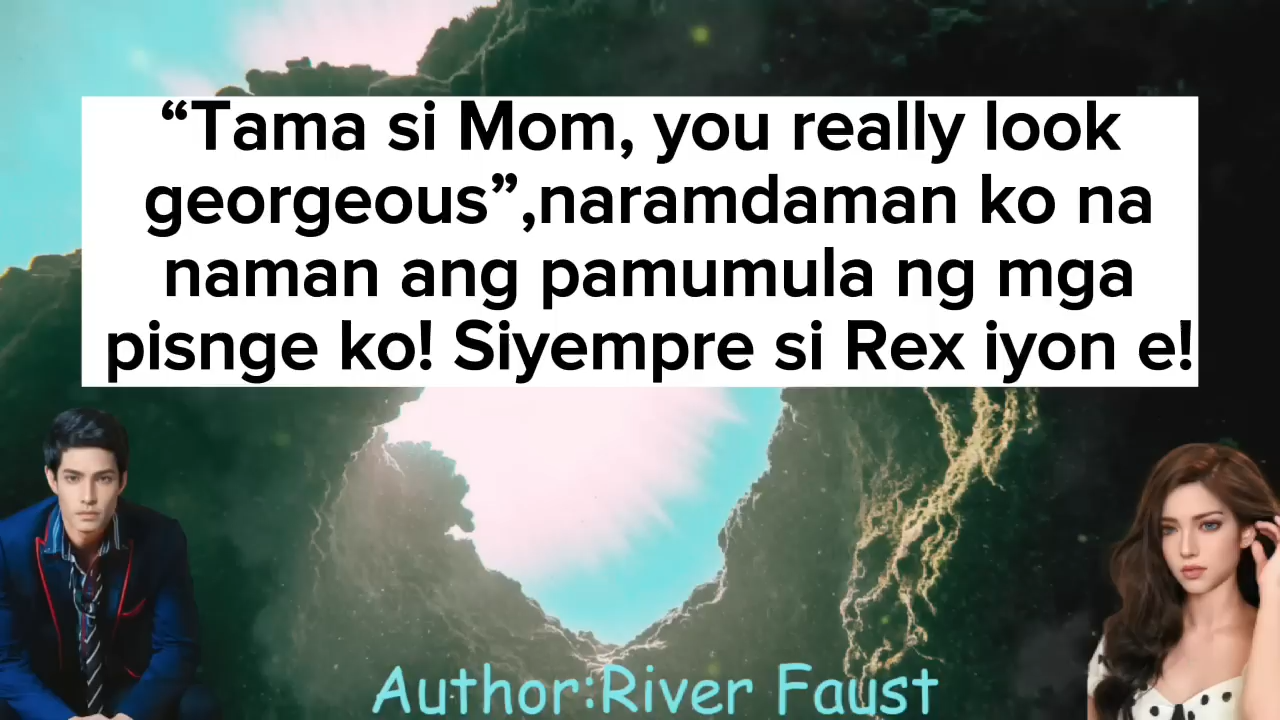 “Tama si Mom, you really look
georgeous”,naramdaman ko na
naman ang pamumula ng mga
pisnge ko! Siyempre si Rex iyon e!
Author:River Faust